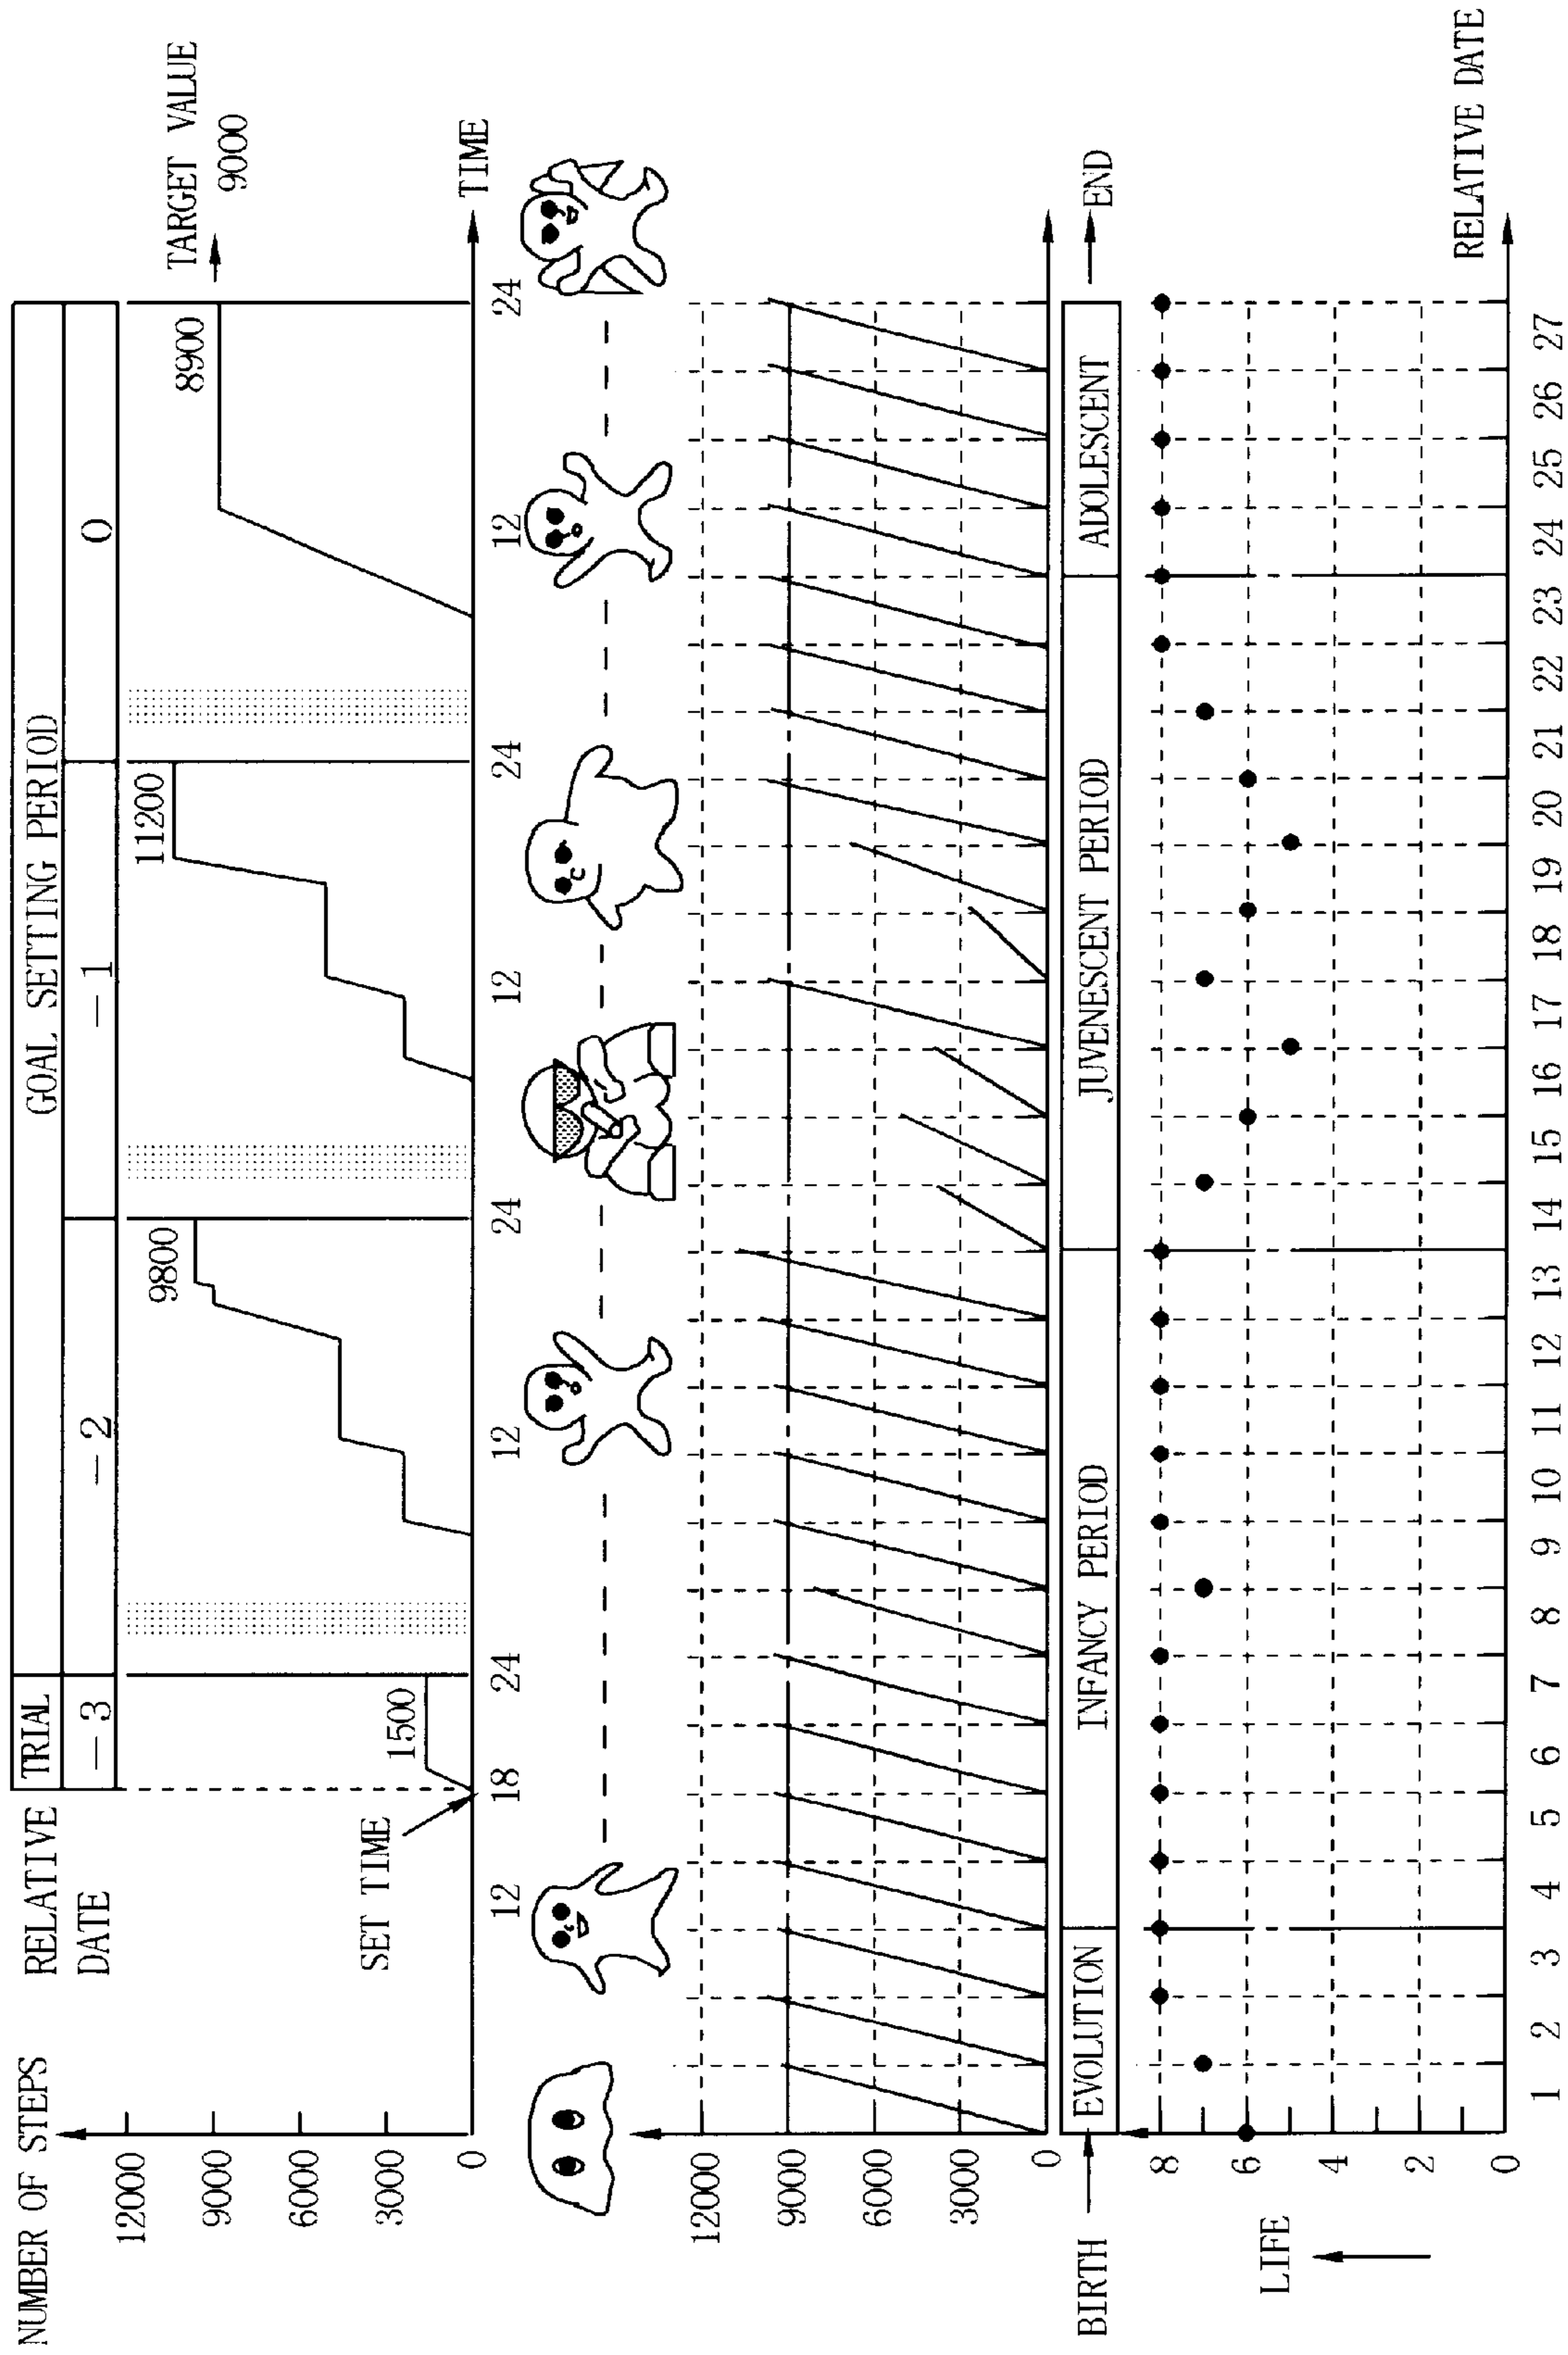 NUMBER OF STEPS
RELATIVE
DATE
TRIAL
GOAL SETTING PERIOD
－3
－2
－1
0
12000
9000
6000
3000
0
SET TIME
1500
9800
11200
8900
TARGET VALUE
9000
TIME
12
18
24
12
24
12
24
12
24
12000
9000
6000
3000
0
BIRTH
EVOLUTION
INFANCY PERIOD
JUVENESCENT PERIOD
ADOLESCENT
END
LIFE
8
6
4
2
0
RELATIVE DATE
1 2 3 4 5 6 7 8 9 10 11 12 13 14 15 16 17 18 19 20 21 22 23 24 25 26 27